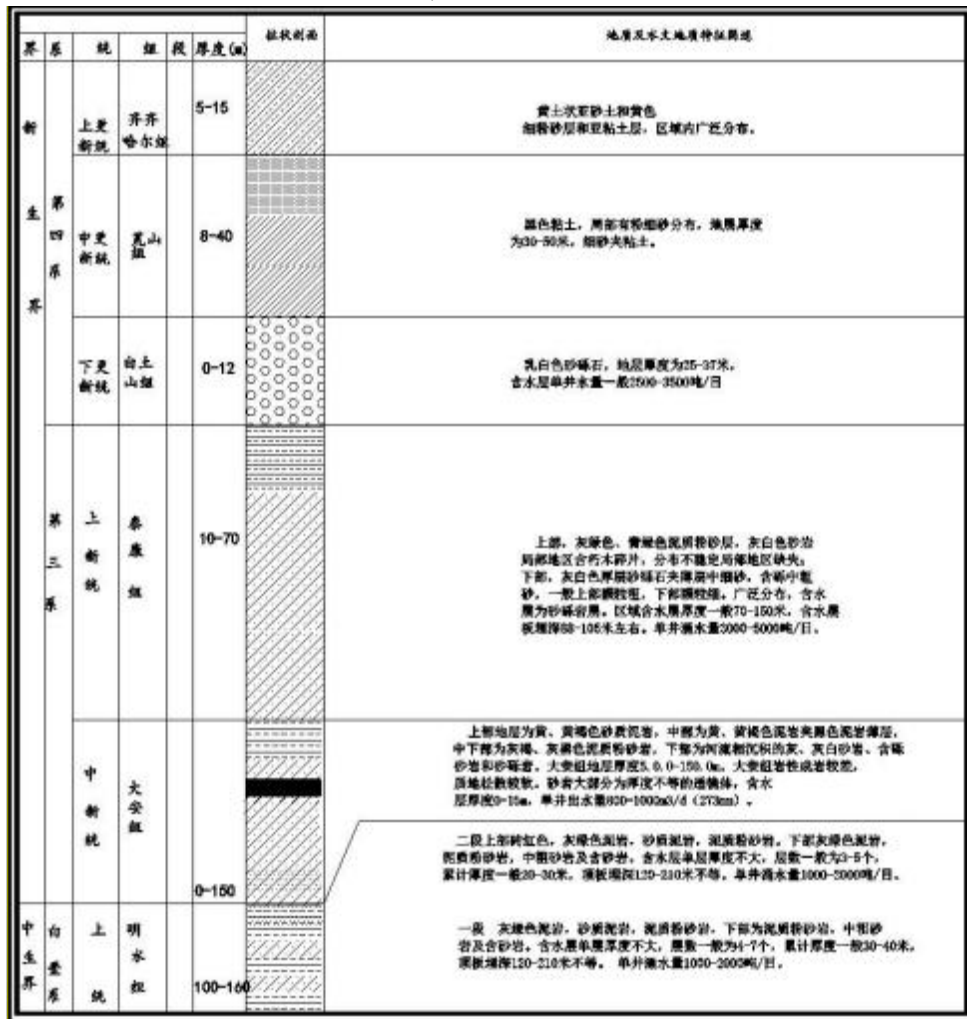 界 系 统 组 段 厚度(m) 柱状剖面 地质及水文地质特征简述
新生界
第四系
上更新统
齐齐哈尔组
5-15
黄土状亚砂土和黄色
细粉砂层和亚粘土层，区域内广泛分布。
中更新统
荒山组
8-40
黑色粘土，局部有粉细砂分布，地层厚度
为30-50米，细砂夹粘土。
下更新统
白土山组
0-12
乳白色砂砾石，地层厚度为25-37米，
含水层单井水量一般2500-3500吨/日
第三系
上新统
泰康组
10-70
上部，灰绿色、黄绿色泥质粉砂层，灰白色砂岩
局部地区含朽木碎片，分布不稳定局部地区缺失；
下部，灰白色厚层砂砾石夹薄层中细砂，含砾中粗
砂，一般上部颗粒粗，下部颗粒细。广泛分布，含水
层为砂砾岩层。区域含水层厚度一般70-150米，含水层
板埋深88-105米左右。单井涌水量3000-5000吨/日。
中新统
大安组
0-150
上部地层为黄、黄褐色砂质泥岩，中部为黄、黄褐色泥岩夹黑色泥岩薄层，
中下部为灰褐、灰黑色泥质粉砂岩，下部为河流相沉积的灰、灰白砂岩、含砾
砂岩和砂砾岩。大安组地层厚度5.0.0-150.0m，大安组岩性成岩较差，
质地松散较软。砂岩大部分为厚度不等的透镜体，含水
层厚度0-15m，单井出水量800-1000m3/d（273mm）。
二段上部砖红色，灰绿色泥岩，砂质泥岩，泥质粉砂岩。下部灰绿色泥岩，
泥质粉砂岩，中粗砂岩及含砂岩，含水层单层厚度不大，层数一般为3-5个，
累计厚度一般20-30米，顶板埋深120-210米不等，单井涌水量1000-2000吨/日。
中生界
白垩系
上统
明水组
100-160
一段 灰绿色泥岩，砂质泥岩，泥质粉砂岩，下部为泥质粉砂岩，中粗砂
岩及含砂岩。含水层单层厚度不大，层数一般为4-7个，累计厚度一般30-40米，
顶板埋深120-210米不等。 单井涌水量1000-2000吨/日。